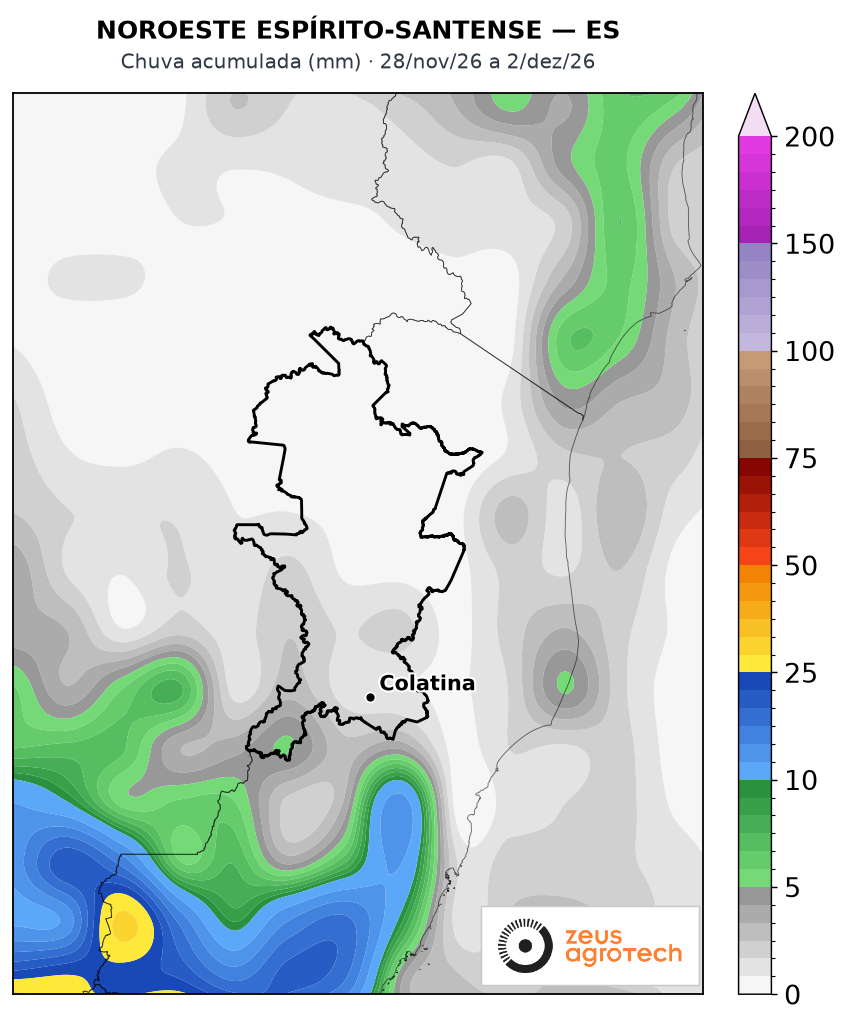 NOROESTE ESPÍRITO-SANTENSE — ES
Chuva acumulada (mm) · 28/nov/26 a 2/dez/26
200
150
100
75
50
25
10
5
0
Colatina
zeus
agrotech